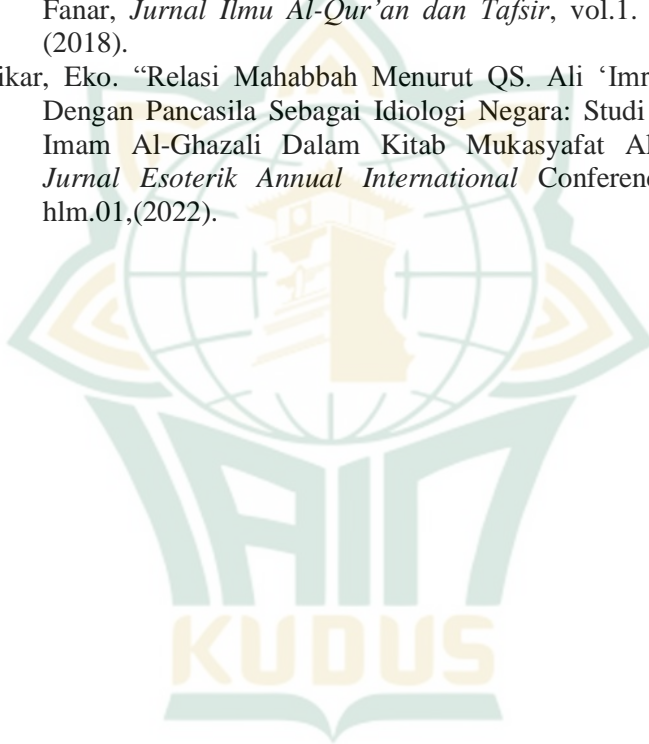 Fanar, Jurnal Ilmu Al-Qur’an dan Tafsir, vol.1.
(2018).
ikar, Eko. “Relasi Mahabbah Menurut QS. Ali ‘Imr
Dengan Pancasila Sebagai Idiologi Negara: Studi
Imam Al-Ghazali Dalam Kitab Mukasyafat Al
Jurnal Esoterik Annual International Conferenc
hlm.01,(2022).
IAIN
KUDUS